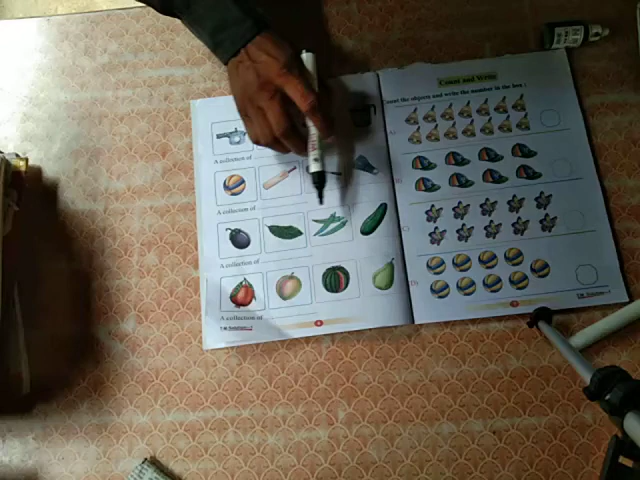 A collection of
A collection of
A collection of
A collection of
Count and Write
Count the objects and write the number in the box :
A)
B)
C)
D)